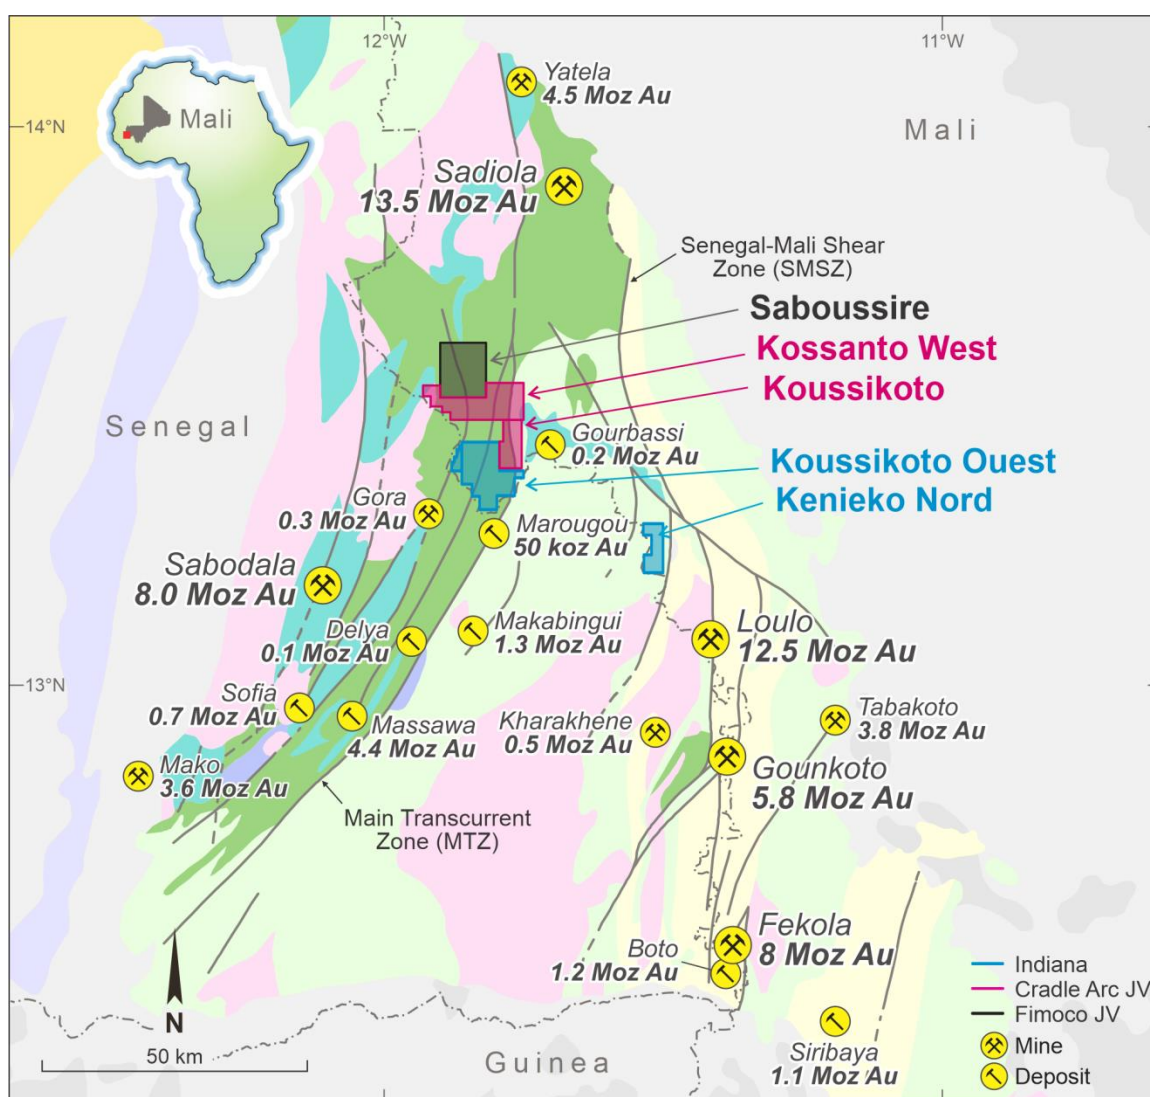 12°W
11°W
Yatela
4.5 Moz Au
14°N
Mali
Mali
Sadiola
13.5 Moz Au
Senegal-Mali Shear
Zone (SMSZ)
Saboussire
Kossanto West
Koussikoto
Senegal
Gourbassi
0.2 Moz Au
Koussikoto Ouest
Kenieko Nord
Gora
0.3 Moz Au
Marougou
50 koz Au
Sabodala
8.0 Moz Au
Makabingui
1.3 Moz Au
Loulo
12.5 Moz Au
Delya
0.1 Moz Au
13°N
Sofia
0.7 Moz Au
Massawa
4.4 Moz Au
Kharakhene
0.5 Moz Au
Tabakoto
3.8 Moz Au
Mako
3.6 Moz Au
Gounkoto
5.8 Moz Au
Main Transcurrent
Zone (MTZ)
Fekola
8 Moz Au
Boto
1.2 Moz Au
N
50 km
Guinea
Siribaya
1.1 Moz Au
Indiana
Cradle Arc JV
Fimoco JV
Mine
Deposit